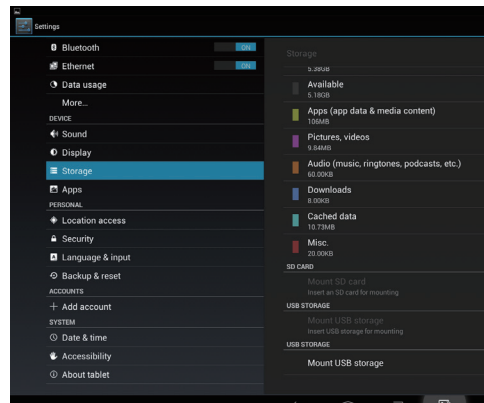 Settings
Bluetooth
ON
Ethernet
ON
Data usage
More...
DEVICE
Sound
Display
Storage
Apps
PERSONAL
Location access
Security
Language & input
Backup & reset
ACCOUNTS
Add account
SYSTEM
Date & time
Accessibility
About tablet
Storage
5.38GB
Available
5.18GB
Apps (app data & media content)
106MB
Pictures, videos
9.84MB
Audio (music, ringtones, podcasts, etc.)
60.00KB
Downloads
8.00KB
Cached data
10.73MB
Misc.
20.00KB
SD CARD
Mount SD card
Insert an SD card for mounting
USB STORAGE
Mount USB storage
Insert USB storage for mounting
USB STORAGE
Mount USB storage